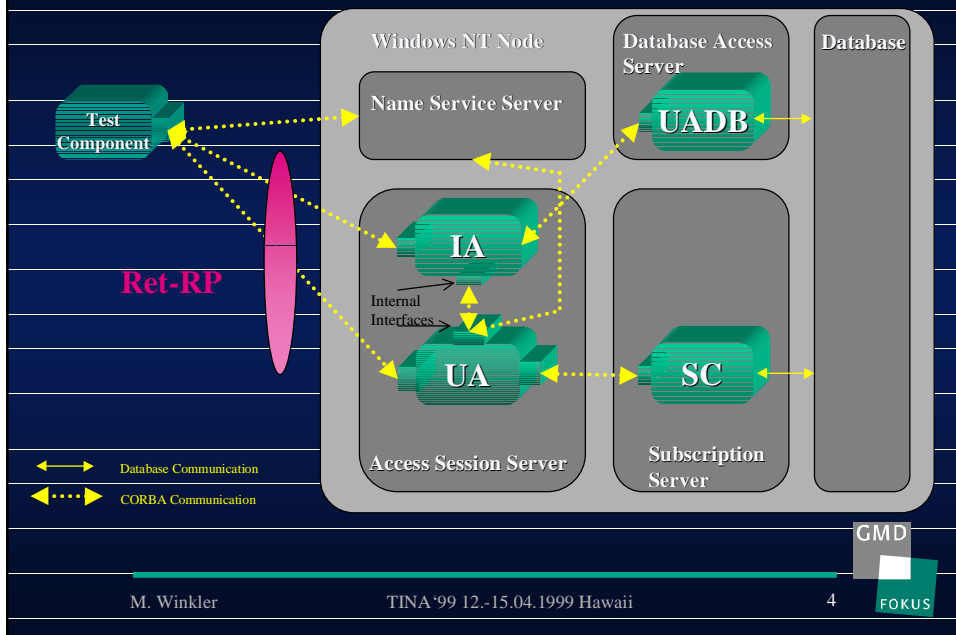 Windows NT Node
Database Access
Server
Database
Name Service Server
Test
Component
UADB
IA
Ret-RP
Internal
Interfaces
UA
SC
Access Session Server
Subscription
Server
Database Communication
CORBA Communication
GMD
FOKUS
M. Winkler
TINA‘99 12.-15.04.1999 Hawaii
4